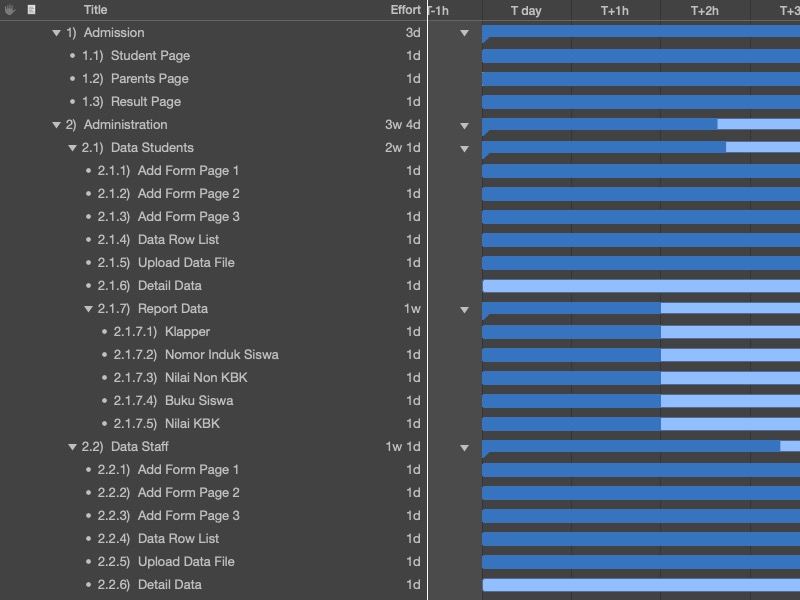 Title Effort T-1h T day T+1h T+2h T+3
1) Admission 3d
1.1) Student Page 1d
1.2) Parents Page 1d
1.3) Result Page 1d
2) Administration 3w 4d
2.1) Data Students 2w 1d
2.1.1) Add Form Page 1 1d
2.1.2) Add Form Page 2 1d
2.1.3) Add Form Page 3 1d
2.1.4) Data Row List 1d
2.1.5) Upload Data File 1d
2.1.6) Detail Data 1d
2.1.7) Report Data 1w
2.1.7.1) Klapper 1d
2.1.7.2) Nomor Induk Siswa 1d
2.1.7.3) Nilai Non KBK 1d
2.1.7.4) Buku Siswa 1d
2.1.7.5) Nilai KBK 1d
2.2) Data Staff 1w 1d
2.2.1) Add Form Page 1 1d
2.2.2) Add Form Page 2 1d
2.2.3) Add Form Page 3 1d
2.2.4) Data Row List 1d
2.2.5) Upload Data File 1d
2.2.6) Detail Data 1d